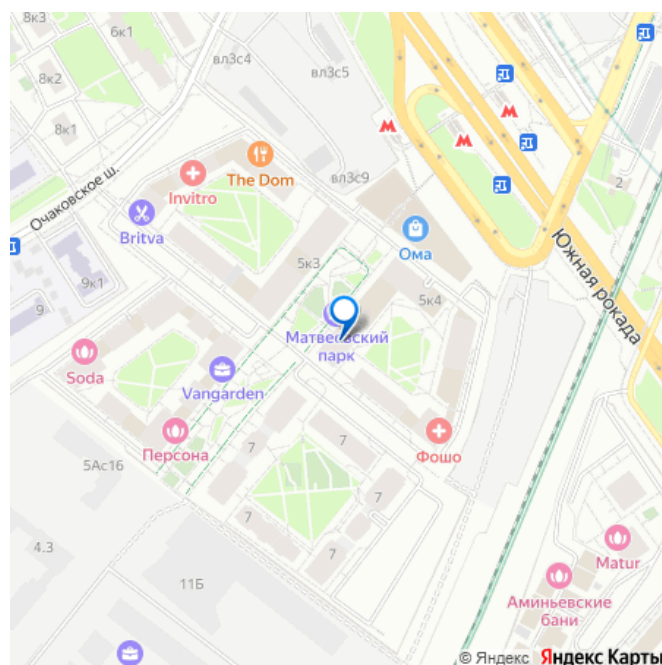 6к1
8к2
вл3с4
вл3с5
8к1
The Dom
Invitro
вл3с9
2
Очаковское ш.
Britva
Ома
Южная рокада
5к3
9к1
9
5к4
Матвеевский
парк
Soda
Vangarden
Персона
7
7
Фошо
5Ас16
7
7
4.3
Matur
11Б
Аминьевские
бани
© Яндекс Яндекс Карты